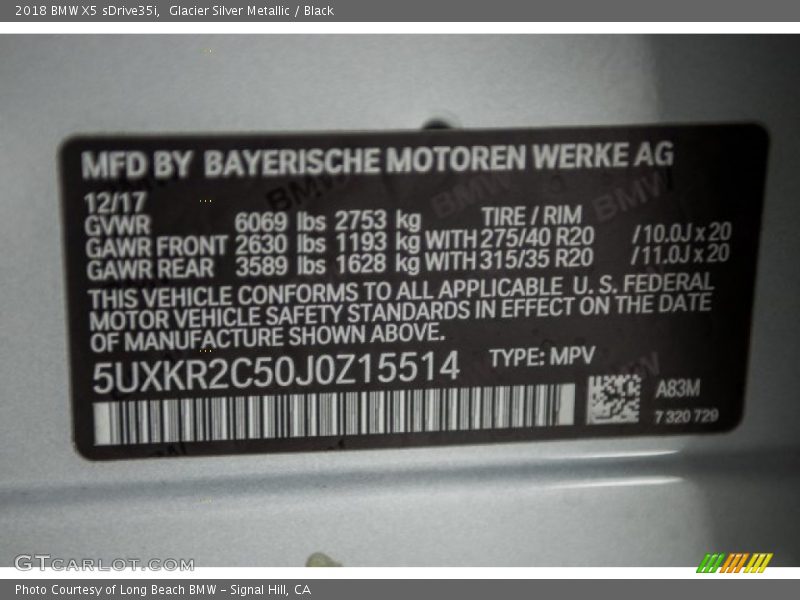 2018 BMW X5 sDrive35i, Glacier Silver Metallic / Black
MFD BY BAYERISCHE MOTOREN WERKE AG
12/17
GVWR 6069 lbs 2753 kg TIRE / RIM
GAWR FRONT 2630 lbs 1193 kg WITH 275/40 R20 /10.0J x 20
GAWR REAR 3589 lbs 1628 kg WITH 315/35 R20 /11.0J x 20
THIS VEHICLE CONFORMS TO ALL APPLICABLE U.S. FEDERAL
MOTOR VEHICLE SAFETY STANDARDS IN EFFECT ON THE DATE
OF MANUFACTURE SHOWN ABOVE.
5UXKR2C50J0Z15514 TYPE: MPV
A83M
7 320 729
GTCARLOT.COM
Photo Courtesy of Long Beach BMW - Signal Hill, CA